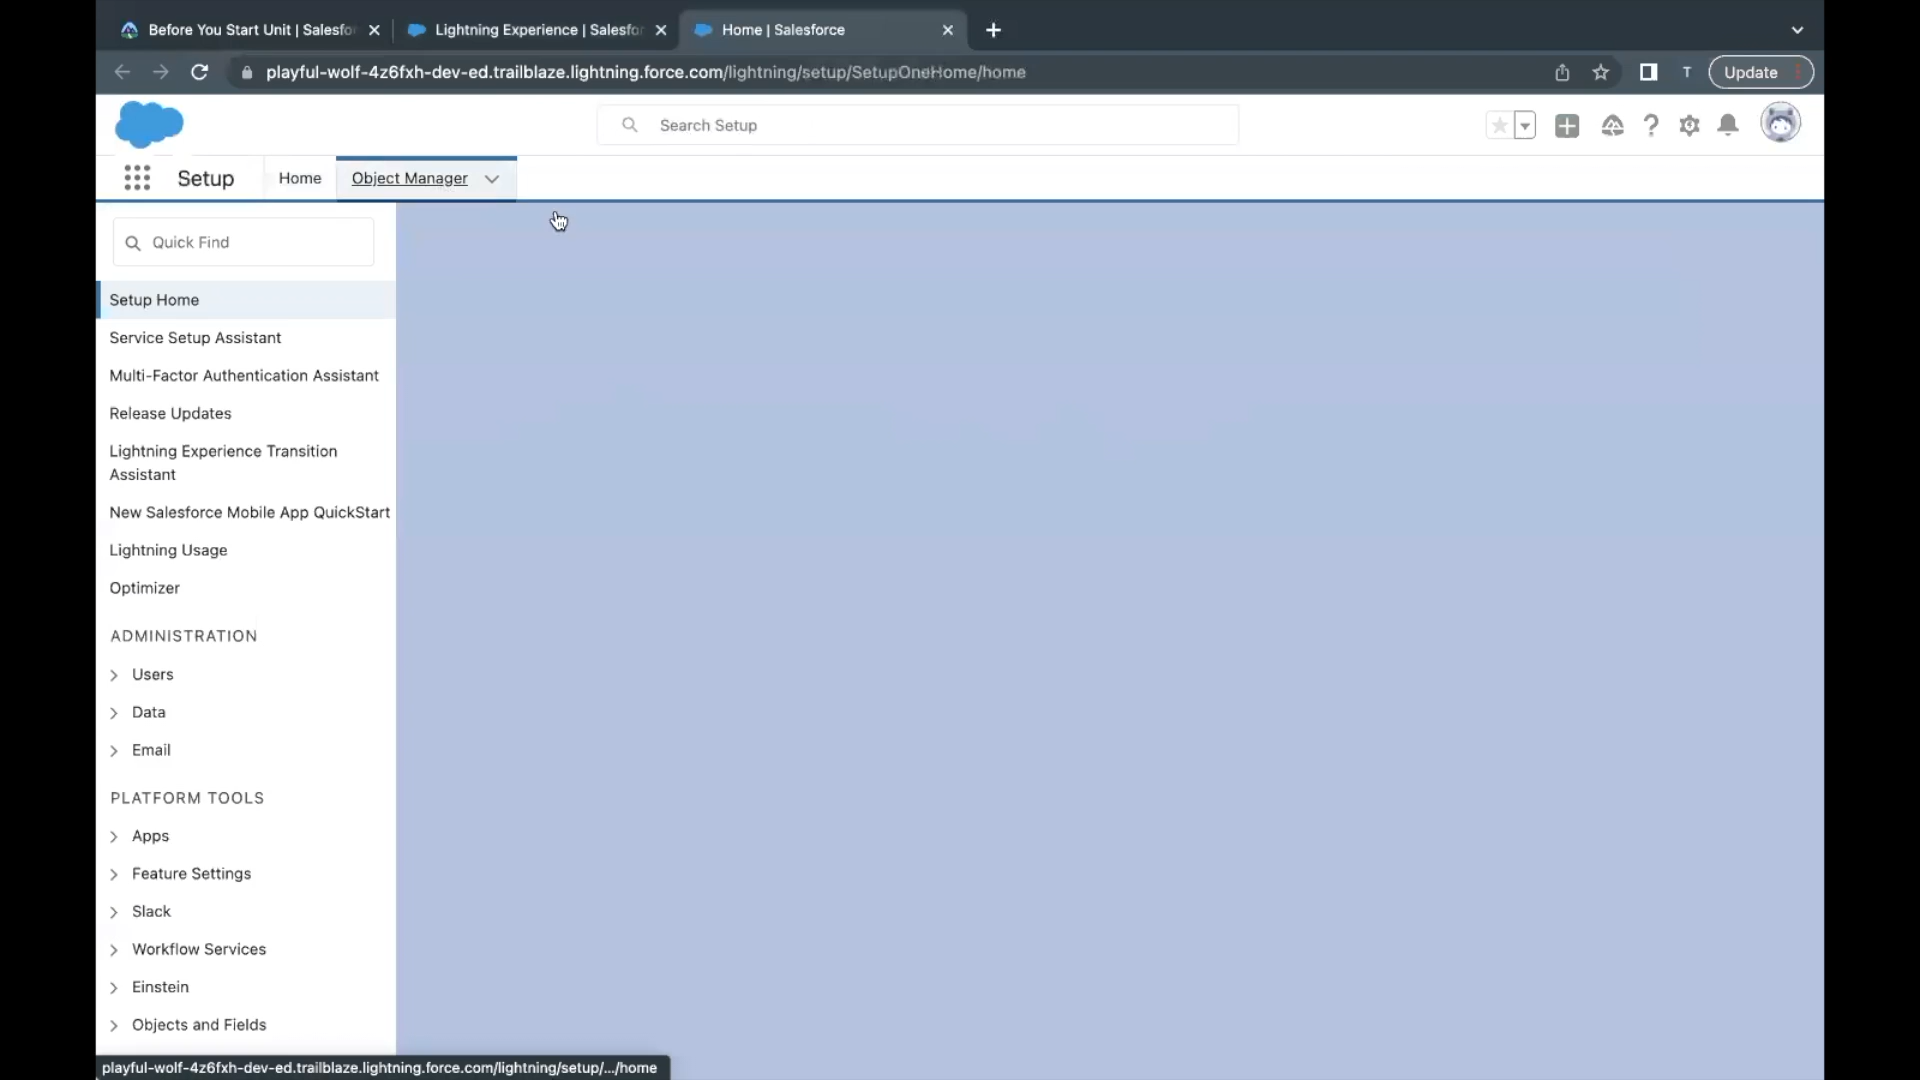 Before You Start Unit | Salesfo
Lightning Experience | Salesfor
Home | Salesforce
playful-wolf-4z6fxh-dev-ed.trailblaze.lightning.force.com/lightning/setup/SetupOneHome/home
T
Update
Search Setup
Setup
Home
Object Manager
Quick Find
Setup Home
Service Setup Assistant
Multi-Factor Authentication Assistant
Release Updates
Lightning Experience Transition
Assistant
New Salesforce Mobile App QuickStart
Lightning Usage
Optimizer
ADMINISTRATION
Users
Data
Email
PLATFORM TOOLS
Apps
Feature Settings
Slack
Workflow Services
Einstein
Objects and Fields
playful-wolf-4z6fxh-dev-ed.trailblaze.lightning.force.com/lightning/setup/.../home